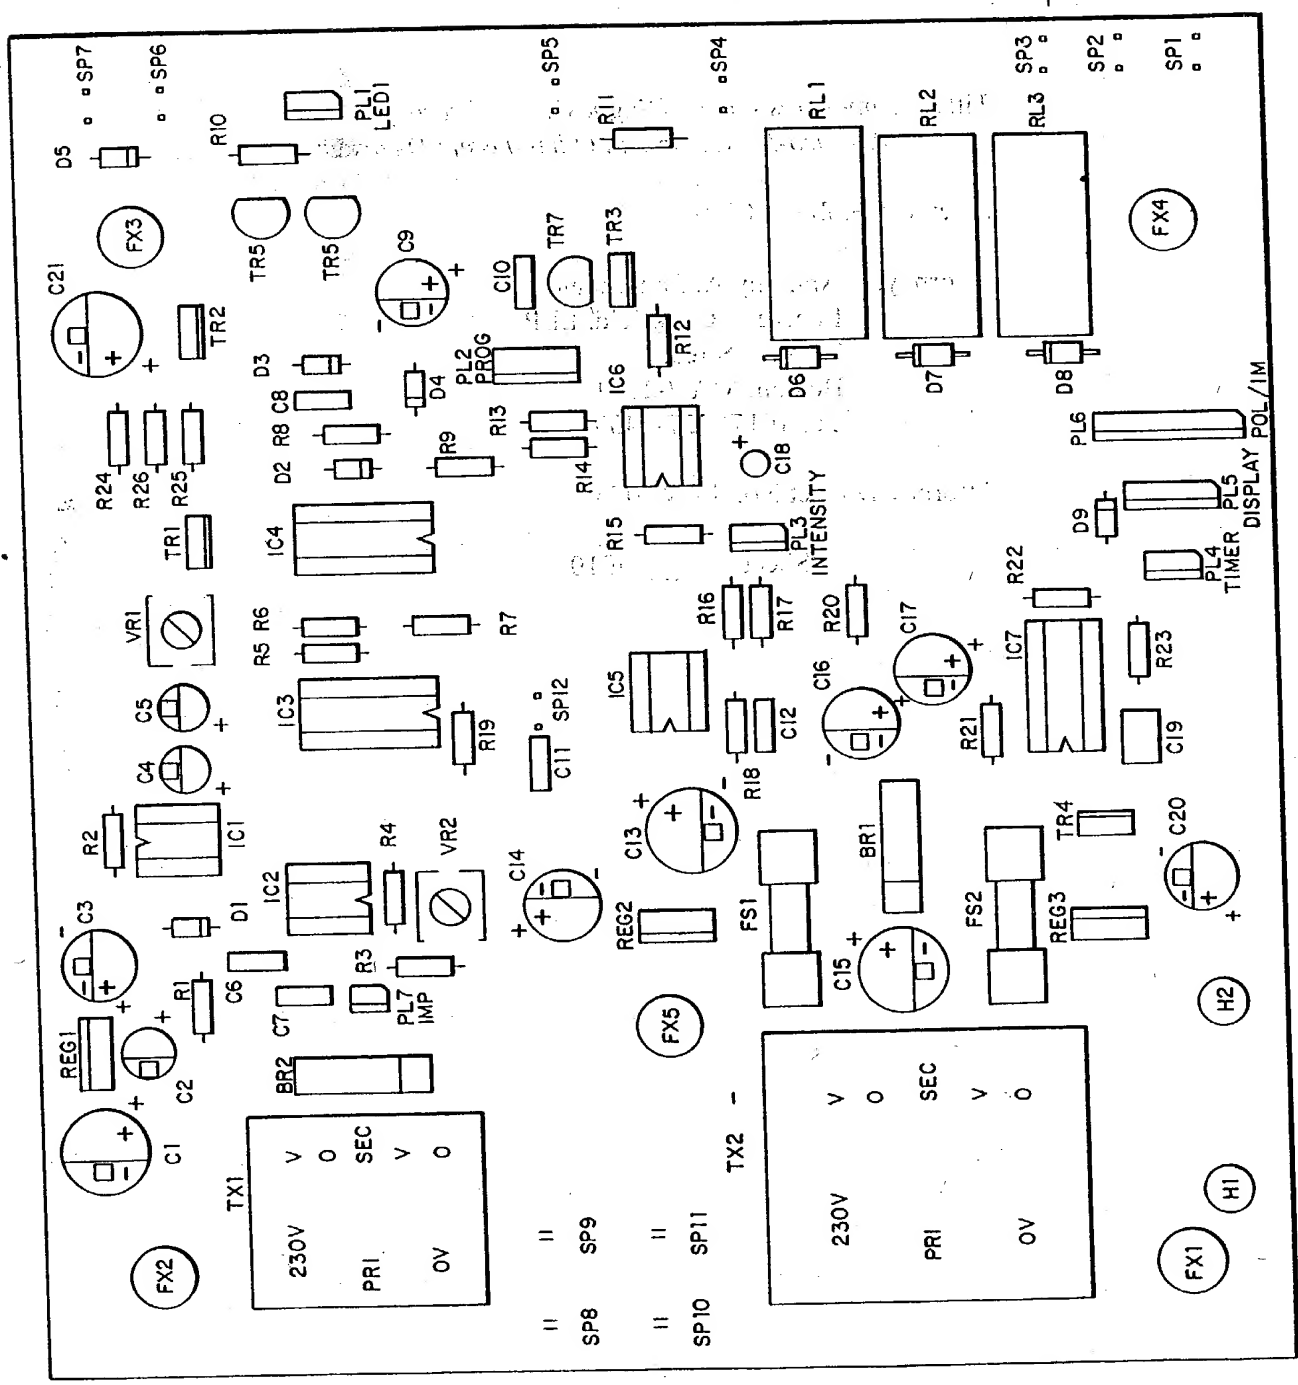 SP7
SP6
SP5
SP4
SP3
SP2
SP1
D5
R10
PL1
LED1
R11
RL1
RL2
RL3
FX3
TR5
TR5
C9
C10
TR7
TR3
FX4
C21
TR2
D3
C8
D4
PL2
PROG
IC6
R12
D6
D7
D8
R24
R26
R25
R8
D2
R9
R13
R14
C18
PL6
POL/IM
TR1
IC4
R15
PL3
INTENSITY
D9
PL5
DISPLAY
PL4
TIMER
VR1
R6
R5
R7
R16
R17
R20
C17
R22
IC7
R23
C5
C4
IC3
R19
SP12
C11
IC5
R18
C12
C16
R21
C19
R2
IC1
IC2
R4
VR2
C14
C13
BR1
TR4
C20
C3
D1
C6
R3
REG2
FS1
C15
FS2
REG3
REG1
C2
R1
C7
PL7
IMP
BR2
FX5
H2
C1
TX1
230V
PRI
0V
V
O
SEC
V
O
TX2
230V
PRI
0V
V
O
SEC
V
O
FX2
SP9
SP8
SP11
SP10
H1
FX1